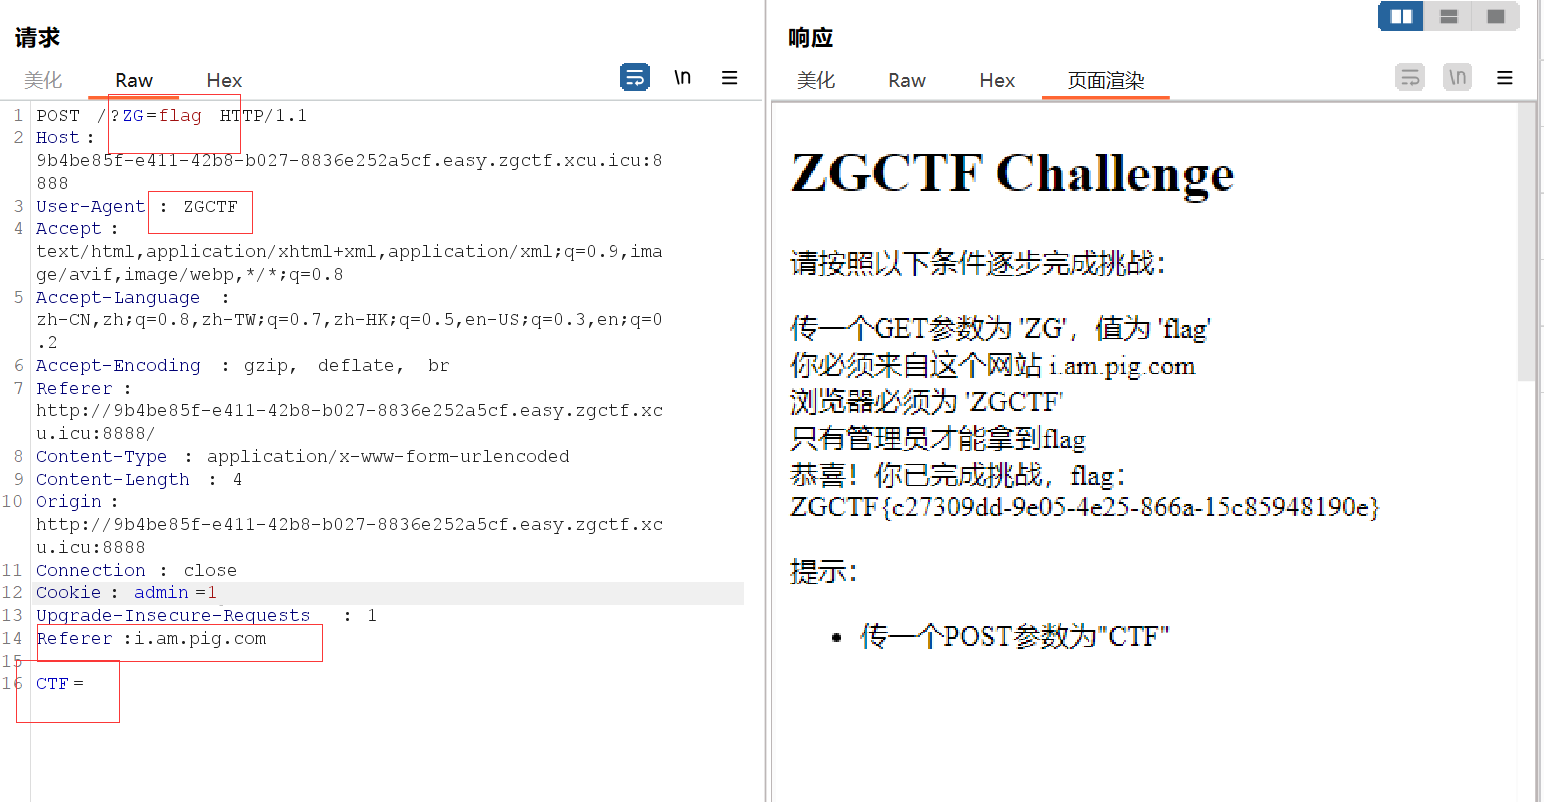 请求
美化 Raw Hex \n
1 POST /?ZG=flag HTTP/1.1
2 Host :
9b4be85f-e411-42b8-b027-8836e252a5cf.easy.zgctf.xcu.icu:8
888
3 User-Agent : ZGCTF
4 Accept :
text/html,application/xhtml+xml,application/xml;q=0.9,ima
ge/avif,image/webp,*/*;q=0.8
5 Accept-Language :
zh-CN,zh;q=0.8,zh-TW;q=0.7,zh-HK;q=0.5,en-US;q=0.3,en;q=0
.2
6 Accept-Encoding : gzip, deflate, br
7 Referer :
http://9b4be85f-e411-42b8-b027-8836e252a5cf.easy.zgctf.xc
u.icu:8888/
8 Content-Type : application/x-www-form-urlencoded
9 Content-Length : 4
10 Origin :
http://9b4be85f-e411-42b8-b027-8836e252a5cf.easy.zgctf.xc
u.icu:8888
11 Connection : close
12 Cookie : admin =1
13 Upgrade-Insecure-Requests : 1
14 Referer :i.am.pig.com
15
16 CTF =
响应
美化 Raw Hex 页面渲染 \n
ZGCTF Challenge
请按照以下条件逐步完成挑战：
传一个GET参数为 'ZG'，值为 'flag'
你必须来自这个网站 i.am.pig.com
浏览器必须为 'ZGCTF'
只有管理员才能拿到flag
恭喜！你已完成挑战，flag：
ZGCTF{c27309dd-9e05-4e25-866a-15c85948190e}
提示：
• 传一个POST参数为"CTF"